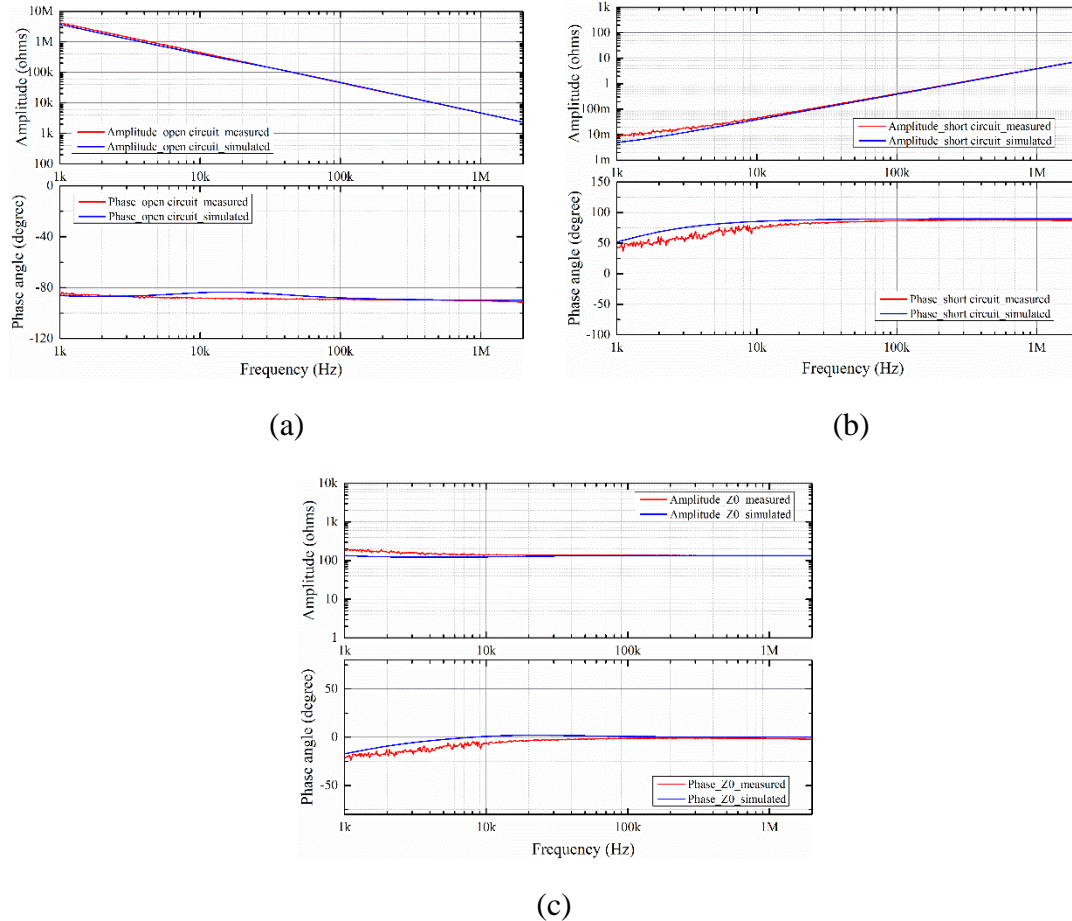 10M
1M
100k
10k
1k
100
Amplitude (ohms)
Amplitude_open circuit_measured
Amplitude_open circuit_simulated
0
-40
-80
-120
Phase angle (degree)
Phase_open circuit_measured
Phase_open circuit_simulated
1k 10k 100k 1M
Frequency (Hz)
(a)
1k
100
10
1
100m
10m
1m
Amplitude (ohms)
Amplitude_short circuit_measured
Amplitude_short circuit_simulated
150
100
50
0
-50
-100
Phase angle (degree)
Phase_short circuit_measured
Phase_short circuit_simulated
1k 10k 100k 1M
Frequency (Hz)
(b)
10k
1k
100
10
1
Amplitude (ohms)
Amplitude_Z0_measured
Amplitude_Z0_simulated
50
0
-50
Phase angle (degree)
Phase_Z0_measured
Phase_Z0_simulated
1k 10k 100k 1M
Frequency (Hz)
(c)